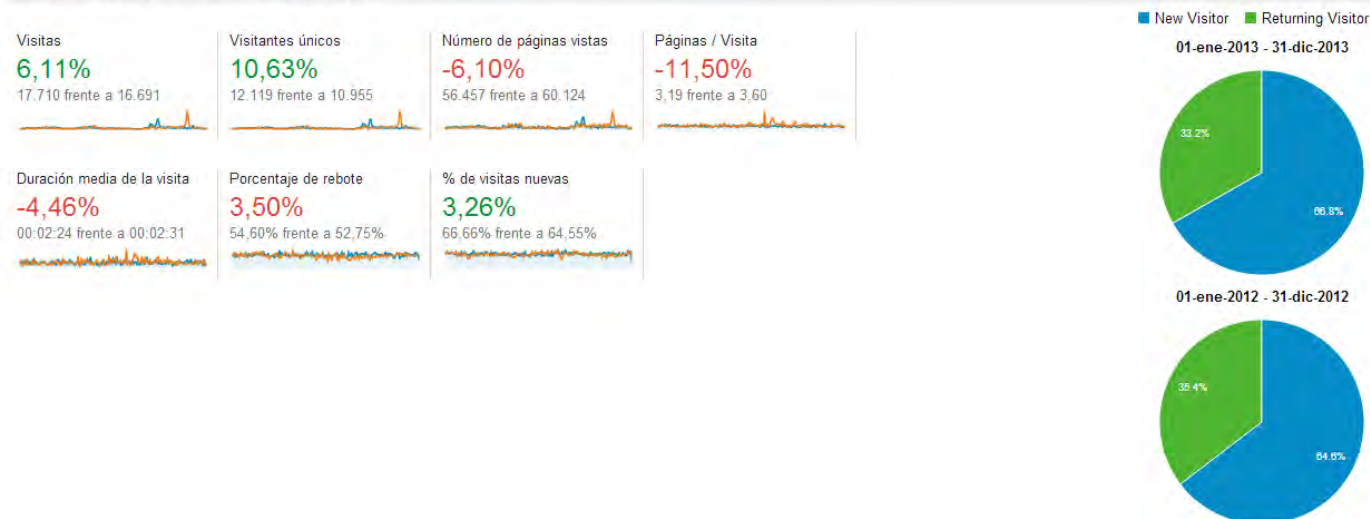 New Visitor Returning Visitor
Visitas
6,11%
17.710 frente a 16.691
Visitantes únicos
10,63%
12.119 frente a 10.955
Número de páginas vistas
-6,10%
56.457 frente a 60.124
Páginas / Visita
-11,50%
3,19 frente a 3,60
Duración media de la visita
-4,46%
00:02:24 frente a 00:02:31
Porcentaje de rebote
3,50%
54,60% frente a 52,75%
% de visitas nuevas
3,26%
66,66% frente a 64,55%
01-ene-2013 - 31-dic-2013
33.2%
66.8%
01-ene-2012 - 31-dic-2012
35.4%
64.6%